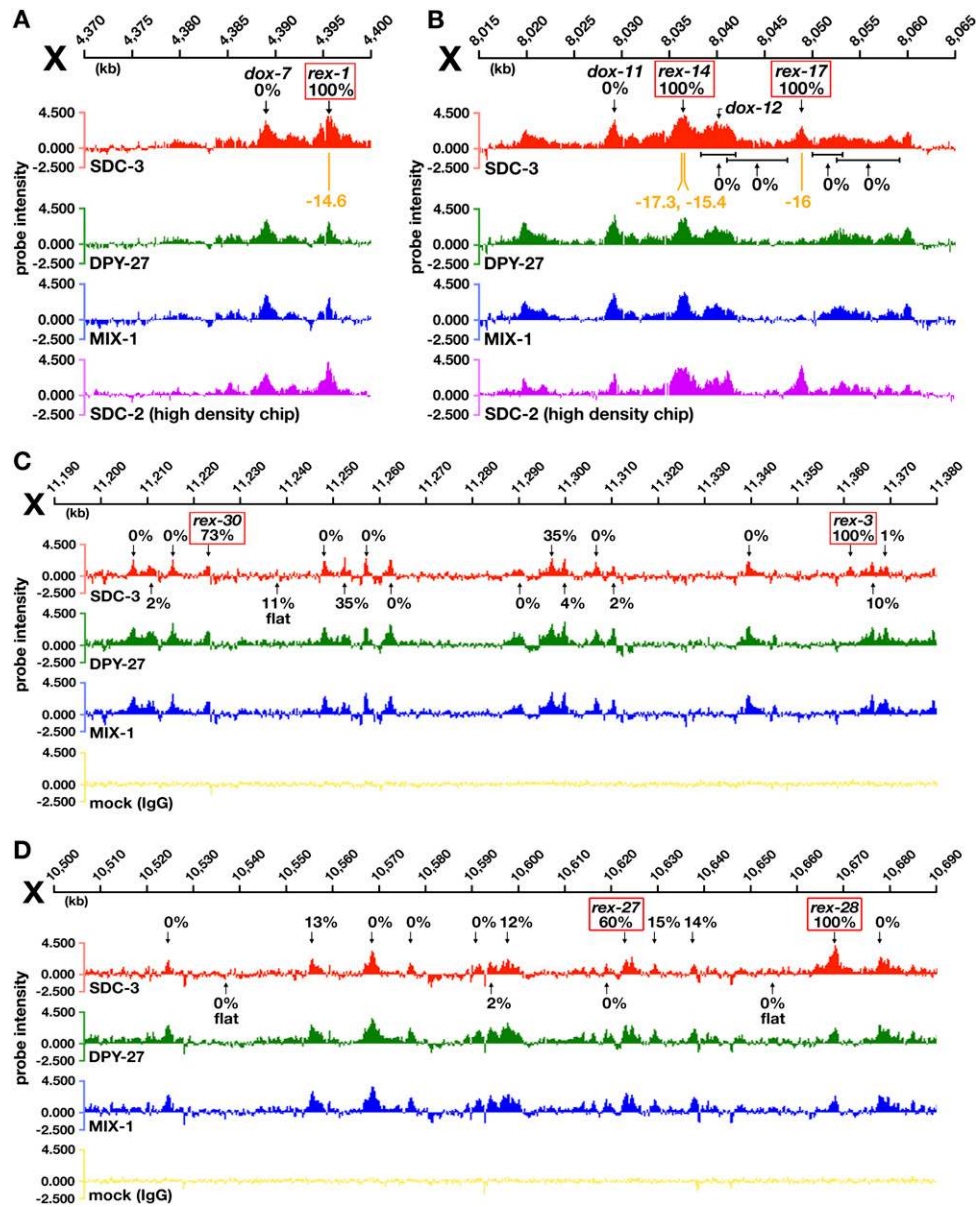 A
4,370 4,375 4,380 4,385 4,390 4,395 4,400
X (kb)
dox-7 0%
rex-1 100%
probe intensity
4.500
0.000
-2.500
SDC-3
-14.6
4.500
0.000
-2.500
DPY-27
4.500
0.000
-2.500
MIX-1
4.500
0.000
-2.500
SDC-2 (high density chip)
B
8,015 8,020 8,025 8,030 8,035 8,040 8,045 8,050 8,055 8,060 8,065
X (kb)
dox-11 0%
rex-14 100%
dox-12
rex-17 100%
probe intensity
4.500
0.000
-2.500
SDC-3
0% 0% 0% 0%
-17.3, -15.4 -16
4.500
0.000
-2.500
DPY-27
4.500
0.000
-2.500
MIX-1
4.500
0.000
-2.500
SDC-2 (high density chip)
C
11,190 11,200 11,210 11,220 11,230 11,240 11,250 11,260 11,270 11,280 11,290 11,300 11,310 11,320 11,330 11,340 11,350 11,360 11,370 11,380
X (kb)
rex-30 rex-3
0% 0% 73% 0% 0% 35% 0% 0% 100% 1%
probe intensity
4.500
0.000
-2.500
SDC-3
2% 11% 35% 0% 0% 4% 2% 10%
flat
4.500
0.000
-2.500
DPY-27
4.500
0.000
-2.500
MIX-1
4.500
0.000
-2.500
mock (IgG)
D
10,500 10,510 10,520 10,530 10,540 10,550 10,560 10,570 10,580 10,590 10,600 10,610 10,620 10,630 10,640 10,650 10,660 10,670 10,680 10,690
X (kb)
rex-27 rex-28
0% 13% 0% 0% 0% 12% 60% 15% 14% 100% 0%
probe intensity
4.500
0.000
-2.500
SDC-3
0% 2% 0% 0%
flat flat
4.500
0.000
-2.500
DPY-27
4.500
0.000
-2.500
MIX-1
4.500
0.000
-2.500
mock (IgG)